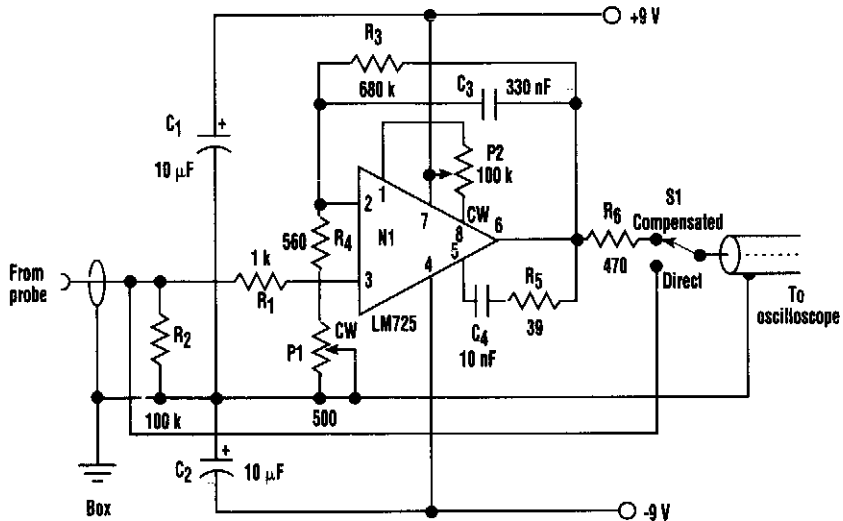 +9 V
R3
680 k
C3
330 nF
C1
+
10 µF
P2
100 k
CW
1
2
7
8
6
N1
5
3
4
LM725
560
R4
1 k
R1
From
probe
R2
100 k
CW
P1
500
C4
10 nF
R5
39
R6
470
S1
Compensated
Direct
To
oscilloscope
C2
+
10 µF
Box
-9 V